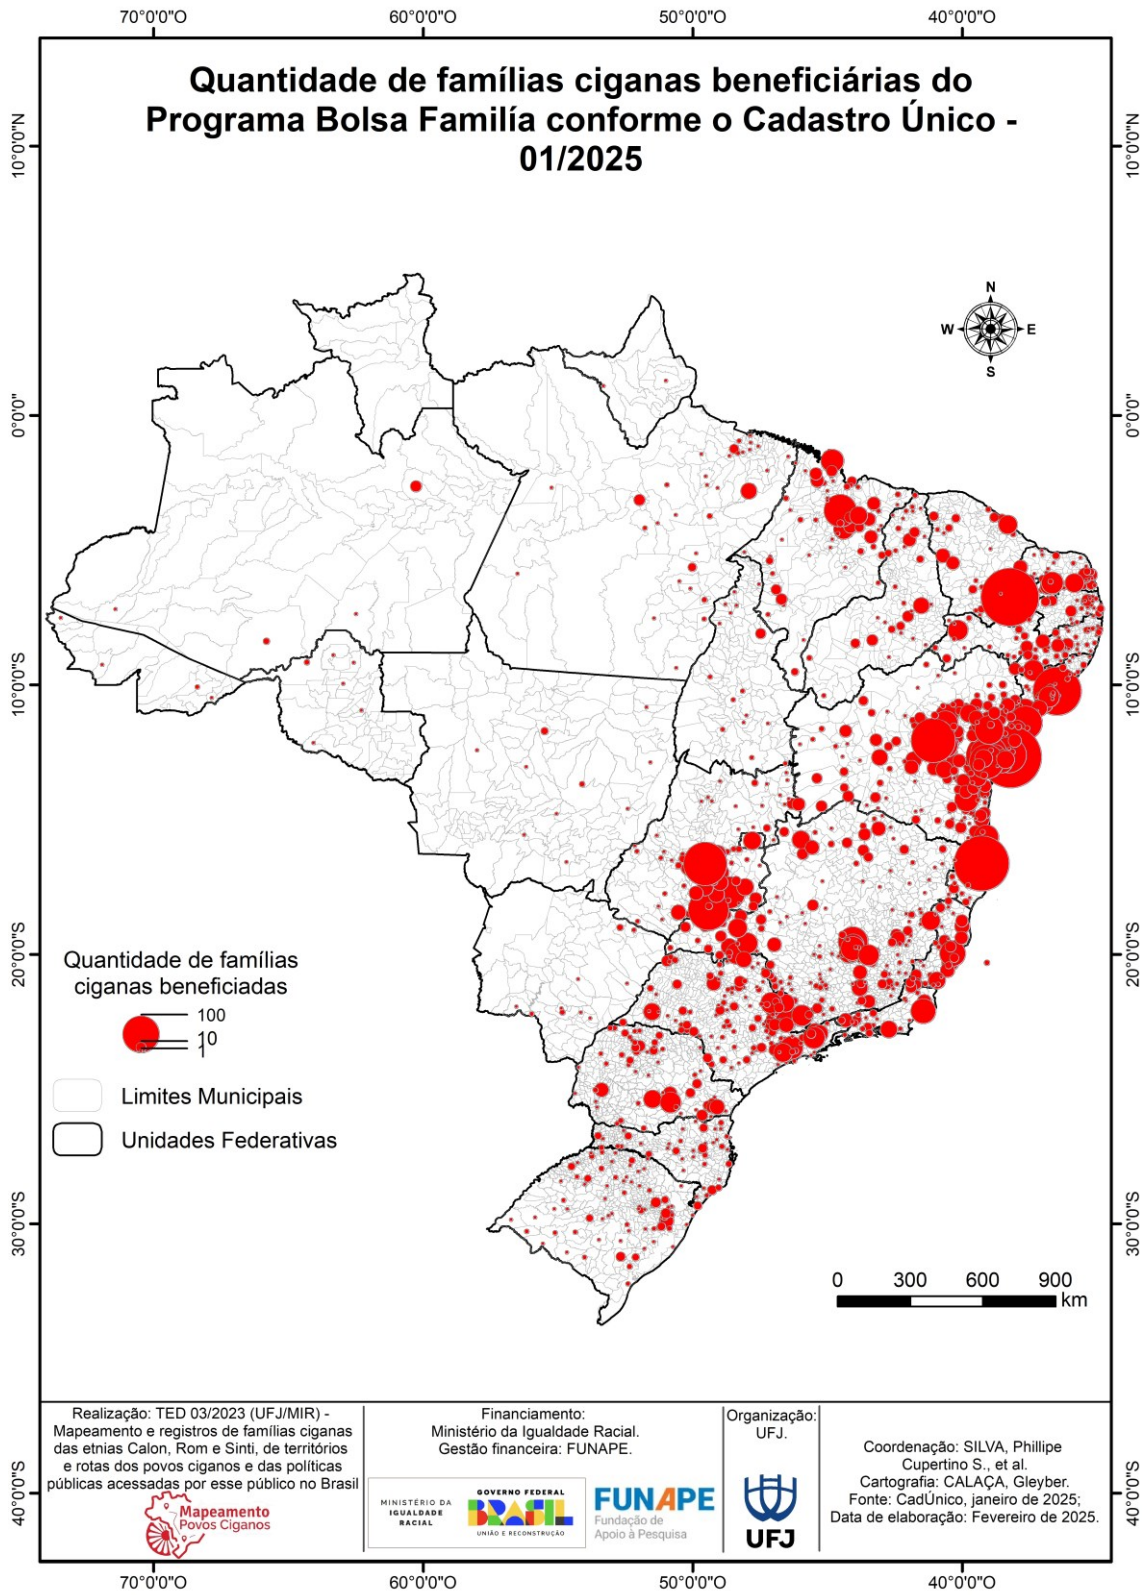 70°0'0"O 60°0'0"O 50°0'0"O 40°0'0"O
Quantidade de famílias ciganas beneficiárias do
Programa Bolsa Familía conforme o Cadastro Único -
01/2025
10°0'0"N 10°0'0"N
N
W E
S
0°0'0" 0°0'0"
10°0'0"S 10°0'0"S
20°0'0"S 20°0'0"S
Quantidade de famílias
ciganas beneficiadas
100
10
1
Limites Municipais
Unidades Federativas
30°0'0"S 30°0'0"S
0 300 600 900
km
Realização: TED 03/2023 (UFJ/MIR) -
Mapeamento e registros de famílias ciganas
das etnias Calon, Rom e Sinti, de territórios
e rotas dos povos ciganos e das políticas
públicas acessadas por esse público no Brasil
Mapeamento
Povos Ciganos
Financiamento:
Ministério da Igualdade Racial.
Gestão financeira: FUNAPE.
MINISTÉRIO DA
IGUALDADE
RACIAL
GOVERNO FEDERAL
BRASIL
UNIÃO E RECONSTRUÇÃO
FUNAPE
Fundação de
Apoio à Pesquisa
Organização:
UFJ.
UFJ
Coordenação: SILVA, Phillipe
Cupertino S., et al.
Cartografia: CALAÇA, Gleyber.
Fonte: CadÚnico, janeiro de 2025;
Data de elaboração: Fevereiro de 2025.
40°0'0"S 40°0'0"S
70°0'0"O 60°0'0"O 50°0'0"O 40°0'0"O